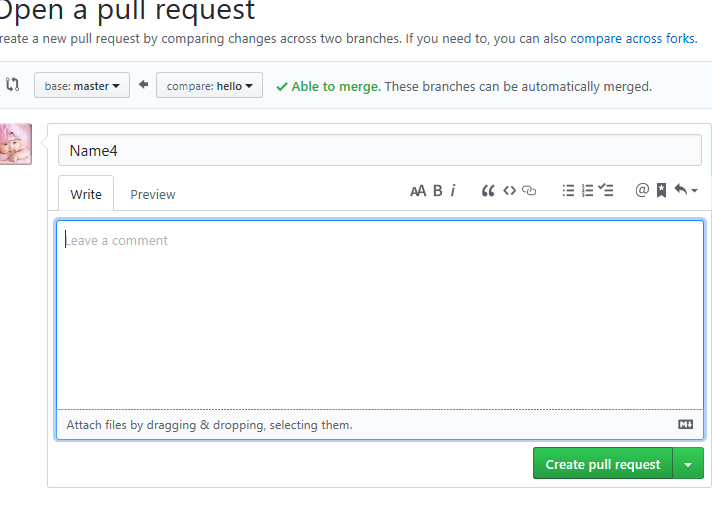 Open a pull request
reate a new pull request by comparing changes across two branches. If you need to, you can also compare across forks.
base: master compare: hello Able to merge. These branches can be automatically merged.
Name4
Write Preview AA B i
Leave a comment
Attach files by dragging & dropping, selecting them.
Create pull request